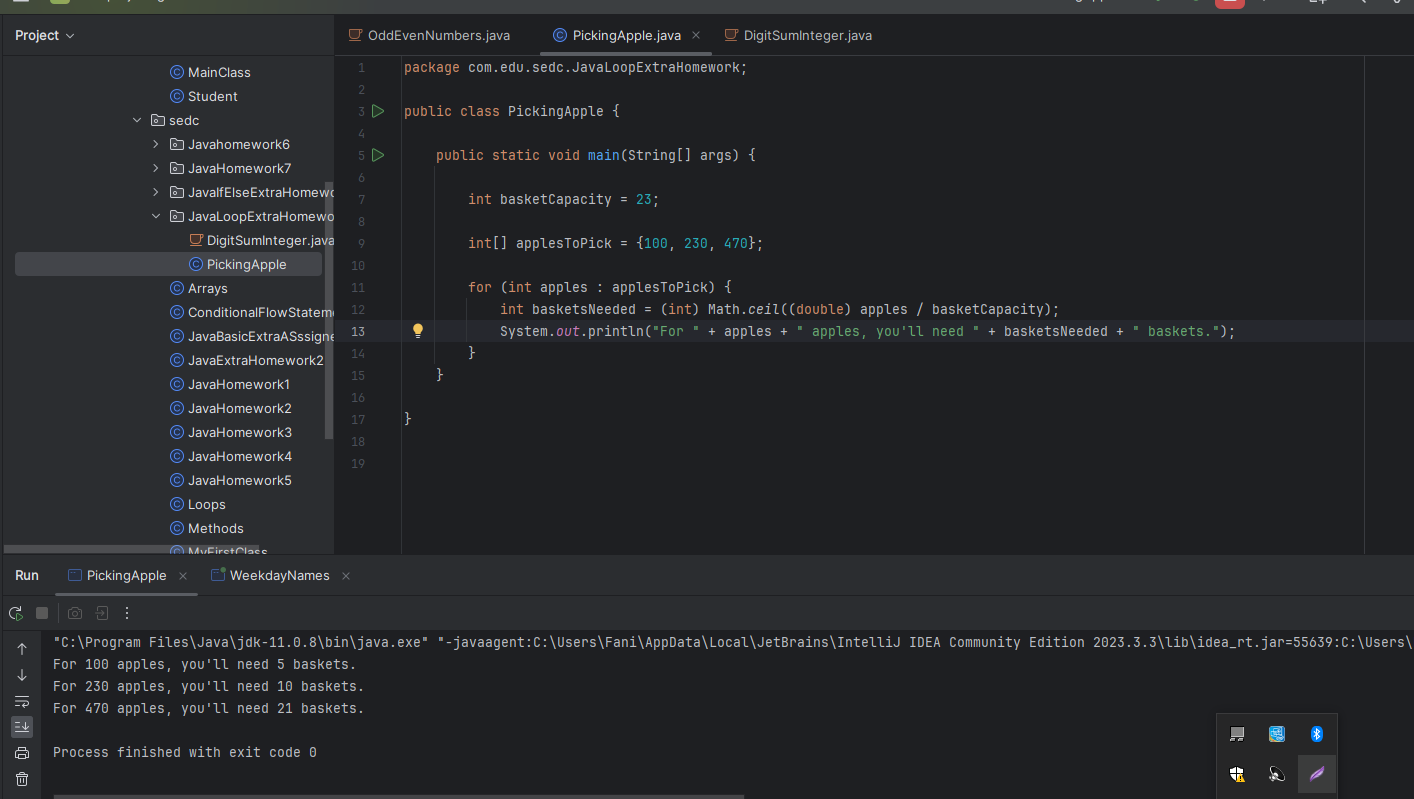 Project
OddEvenNumbers.java
PickingApple.java
DigitSumInteger.java
MainClass
Student
sedc
Javahomework6
JavaHomework7
JavaIfElseExtraHomewo
JavaLoopExtraHomewo
DigitSumInteger.java
PickingApple
Arrays
ConditionalFlowStatem
JavaBasicExtraASssigne
JavaExtraHomework2
JavaHomework1
JavaHomework2
JavaHomework3
JavaHomework4
JavaHomework5
Loops
Methods
MyFirstClass
1 package com.edu.sedc.JavaLoopExtraHomework;
2
3 public class PickingApple {
4
5 public static void main(String[] args) {
6
7 int basketCapacity = 23;
8
9 int[] applesToPick = {100, 230, 470};
10
11 for (int apples : applesToPick) {
12 int basketsNeeded = (int) Math.ceil((double) apples / basketCapacity);
13 System.out.println("For " + apples + " apples, you'll need " + basketsNeeded + " baskets.");
14 }
15 }
16
17 }
18
19
Run
PickingApple
WeekdayNames
"C:\Program Files\Java\jdk-11.0.8\bin\java.exe" "-javaagent:C:\Users\Fani\AppData\Local\JetBrains\IntelliJ IDEA Community Edition 2023.3.3\lib\idea_rt.jar=55639:C:\Users\
For 100 apples, you'll need 5 baskets.
For 230 apples, you'll need 10 baskets.
For 470 apples, you'll need 21 baskets.
Process finished with exit code 0